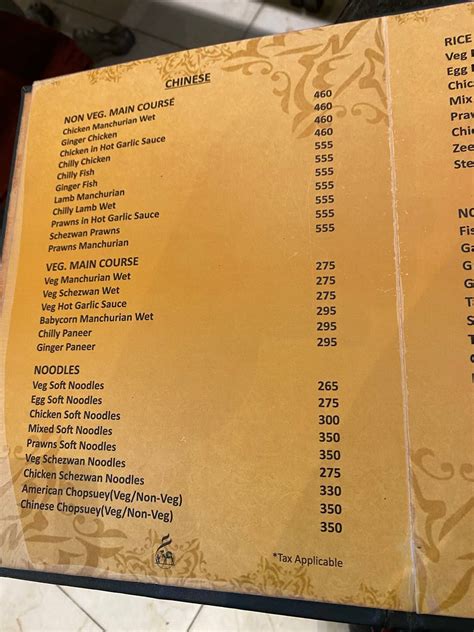 CHINESE
NON VEG. MAIN COURSE
Chicken Manchurian Wet 460
Ginger Chicken 460
Chicken in Hot Garlic Sauce 460
Chilly Chicken 460
Chilly Fish 555
Ginger Fish 555
Lamb Manchurian 555
Chilly Lamb Wet 555
Prawns in Hot Garlic Sauce 555
Schezwan Prawns 555
Prawns Manchurian 555
VEG. MAIN COURSE
Veg Manchurian Wet 275
Veg Schezwan Wet 275
Veg Hot Garlic Sauce 275
Babycorn Manchurian Wet 295
Chilly Paneer 295
Ginger Paneer 295
NOODLES
Veg Soft Noodles 265
Egg Soft Noodles 275
Chicken Soft Noodles 300
Mixed Soft Noodles 350
Prawns Soft Noodles 350
Veg Schezwan Noodles 275
Chicken Schezwan Noodles 330
American Chopsuey(Veg/Non-Veg) 350
Chinese Chopsuey(Veg/Non-Veg) 350
*Tax Applicable
RICE
Veg
Egg
Mix